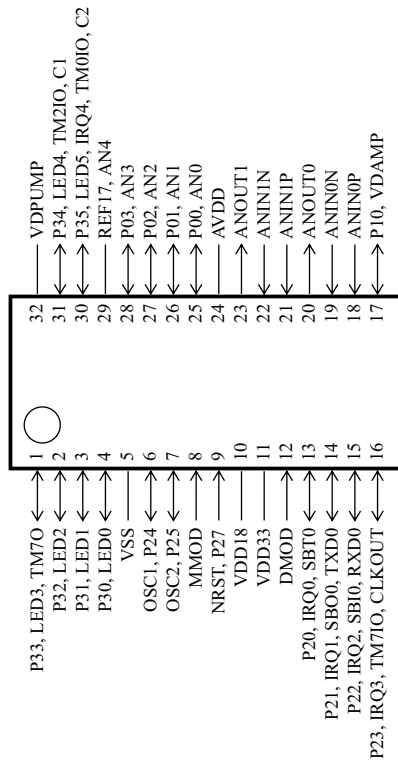 P33, LED3, TM7O 1
P32, LED2 2
P31, LED1 3
P30, LED0 4
VSS 5
OSC1, P24 6
OSC2, P25 7
MMOD 8
NRST, P27 9
VDD18 10
VDD33 11
DMOD 12
P20, IRQ0, SBT0 13
P21, IRQ1, SBO0, TXD0 14
P22, IRQ2, SBI0, RXD0 15
P23, IRQ3, TM7IO, CLKOUT 16
32 VDPUMP
31 P34, LED4, TM2IO, C1
30 P35, LED5, IRQ4, TM0IO, C2
29 REF17, AN4
28 P03, AN3
27 P02, AN2
26 P01, AN1
25 P00, AN0
24 AVDD
23 ANOUT1
22 ANIN1N
21 ANIN1P
20 ANOUT0
19 ANIN0N
18 ANIN0P
17 P10, VDAMP